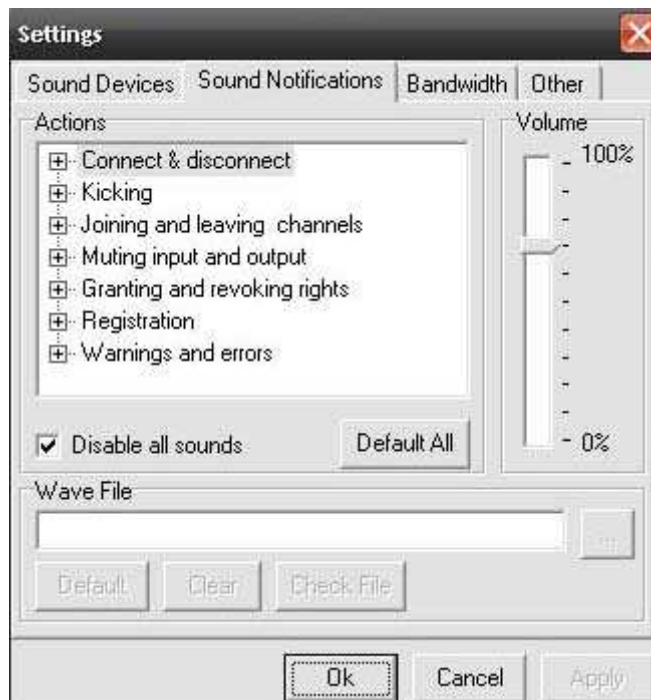 Settings
Sound Devices Sound Notifications Bandwidth Other
Actions
Connect & disconnect
Kicking
Joining and leaving channels
Muting input and output
Granting and revoking rights
Registration
Warnings and errors
Disable all sounds
Default All
Volume
100%
0%
Wave File
...
Default Clear Check File
Ok Cancel Apply